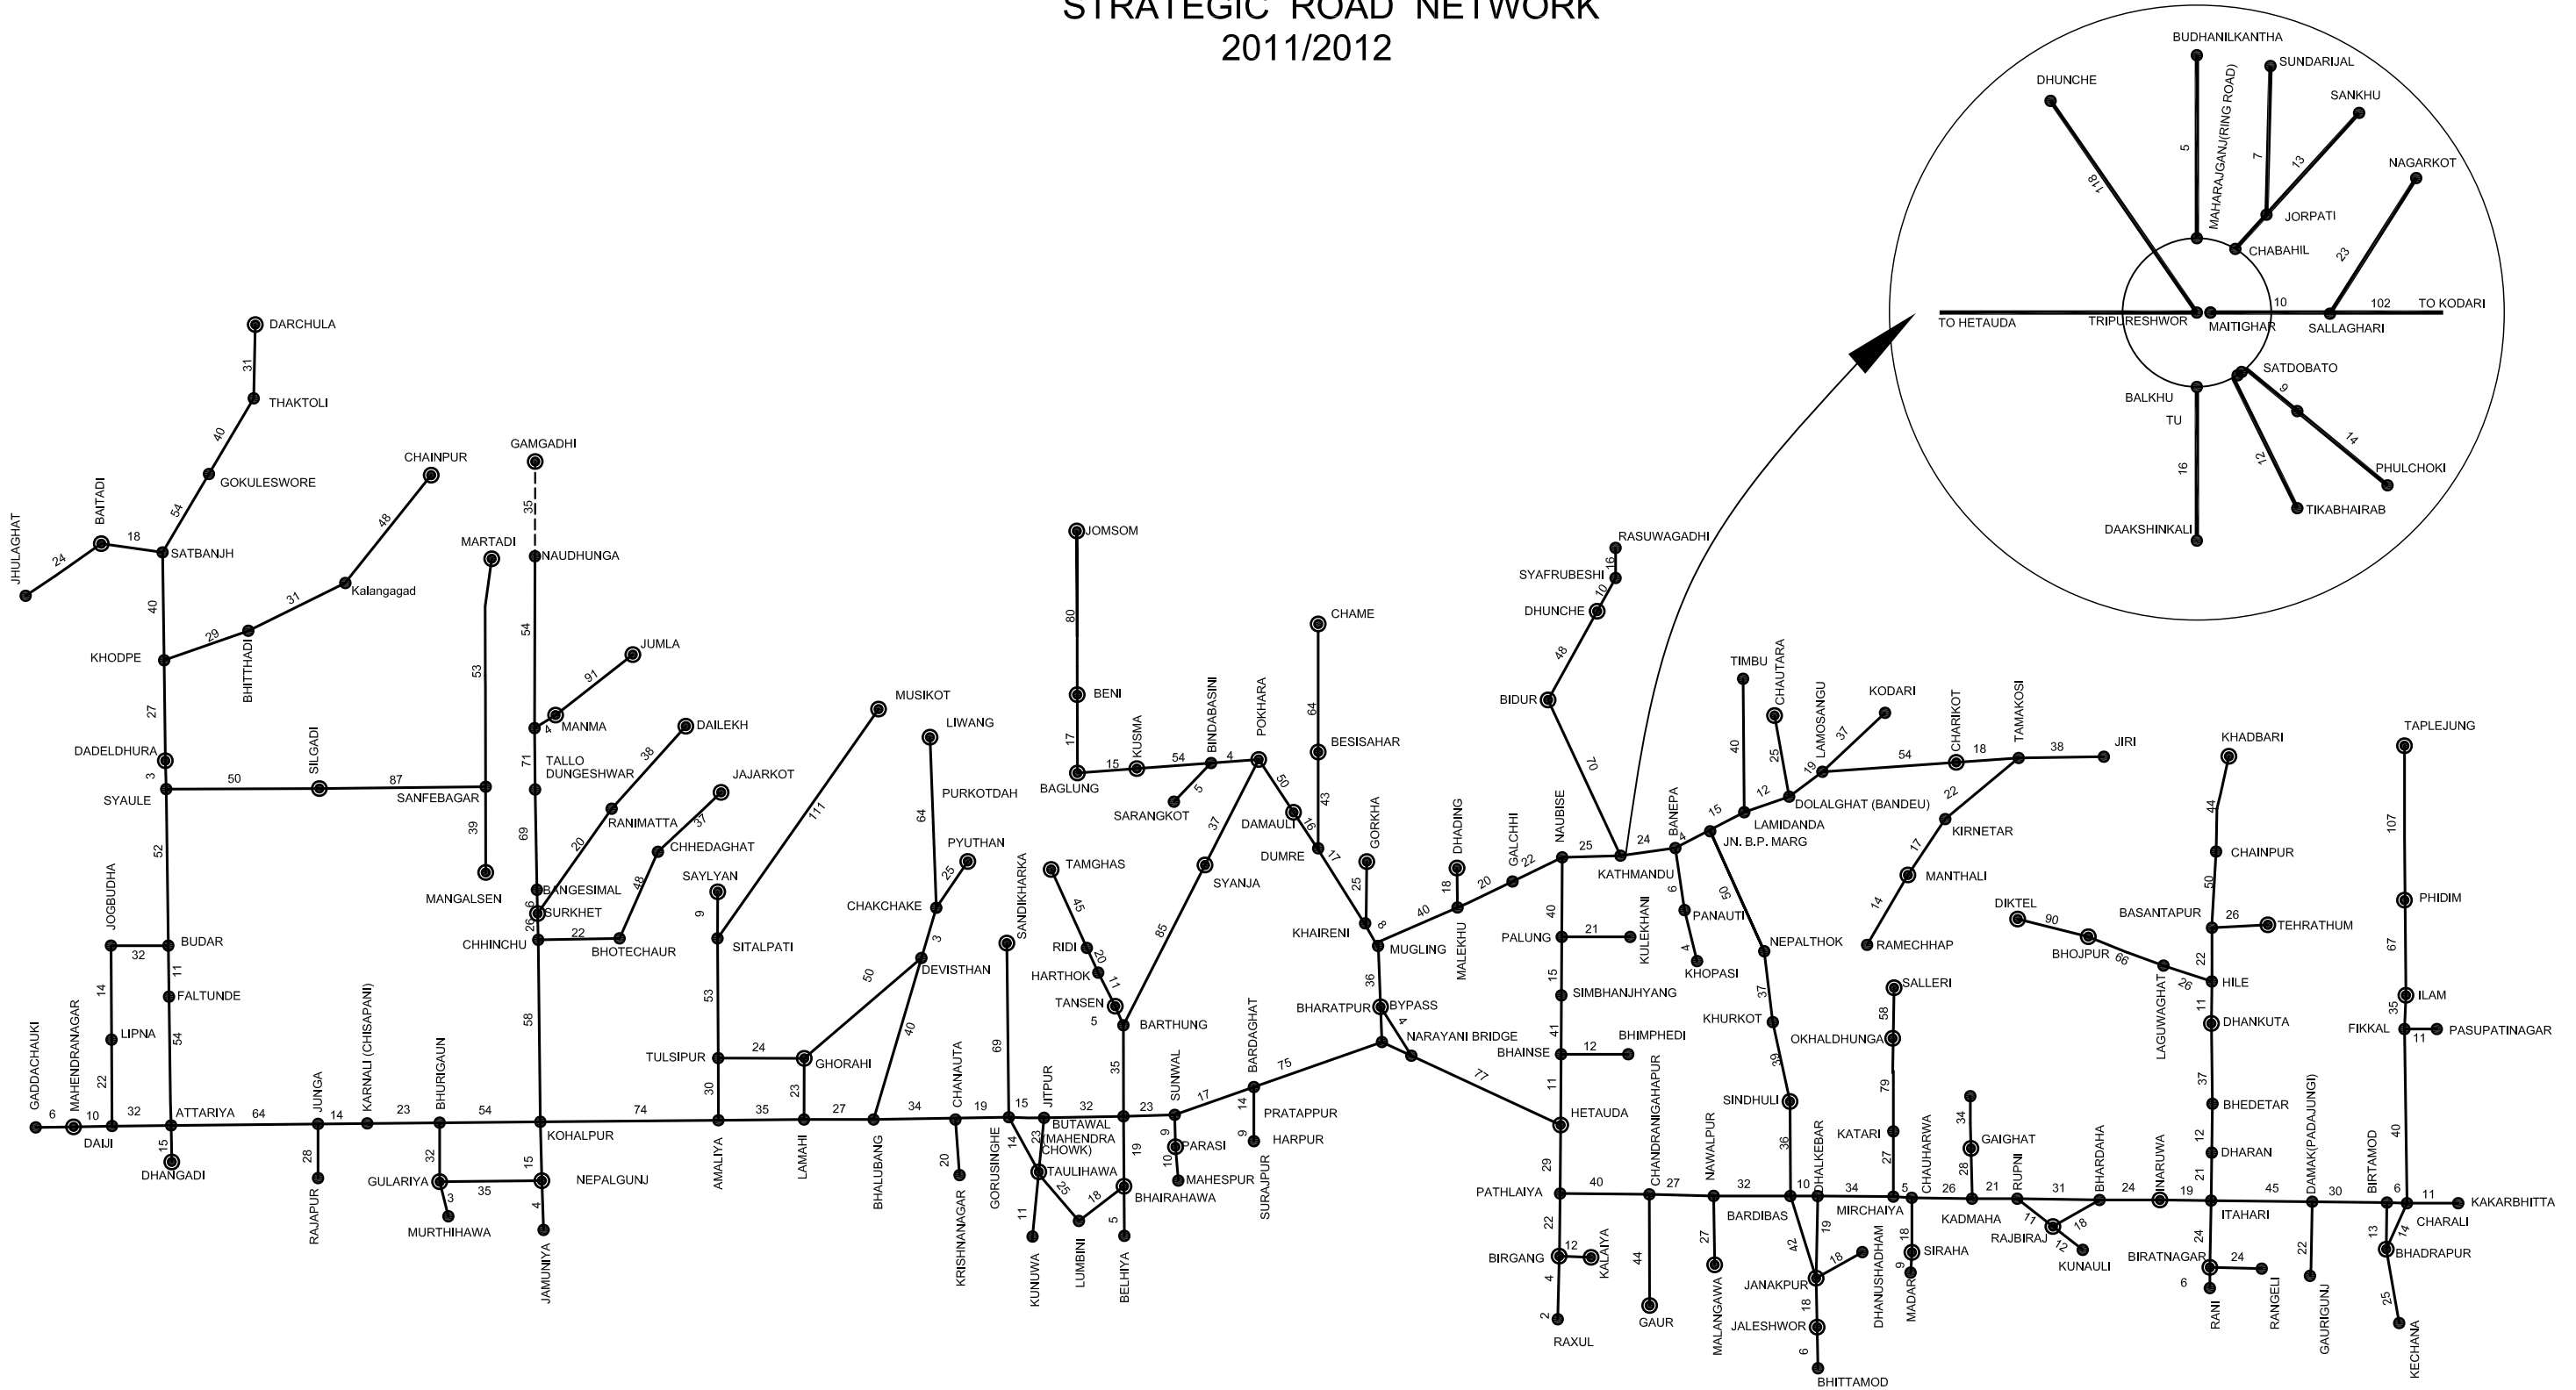 STRATEGIC ROAD NETWORK
2011/2012
BUDHANILKANTHA
SUNDARIJAL
DHUNCHE
SANKHU
NAGARKOT
MAHARAJGANJ(RING ROAD)
5
7
13
118
23
JORPATI
CHABAHIL
10
102
TO KODARI
TO HETAUDA
TRIPURESHWOR
MAITIGHAR
SALLAGHARI
SATDOBATO
BALKHU
TU
9
14
12
16
PHULCHOKI
TIKABHAIRAB
DAAKSHINKALI
DARCHULA
31
THAKTOLI
40
GOKULESWORE
54
CHAINPUR
48
GAMGADHI
35
BAITADI
JHULAGHAT
24
18
SATBANJH
40
Kalangagad
31
29
KHODPE
BHITTHADI
27
DADELDHURA
3
SYAULE
50
SILGADI
87
SANFEBAGAR
MARTADI
53
39
MANGALSEN
NAUDHUNGA
54
JUMLA
91
MANMA
4
71
TALLO
DUNGESHWAR
DAILEKH
38
RANIMATTA
20
69
BANGESIMAL
6
SURKHET
26
CHHINCHU
22
BHOTECHAUR
48
CHHEDAGHAT
37
JAJARKOT
58
52
JOGBUDHA
32
BUDAR
14
11
LIPNA
FALTUNDE
22
54
GADDACHAUKI
6
MAHENDRANAGAR
10
DAIJI
32
ATTARIYA
15
DHANGADI
64
JUNGA
28
RAJAPUR
14
KARNALI (CHISAPANI)
23
BHURIGAUN
32
GULARIYA
3
MURTHIHAWA
35
54
KOHALPUR
15
NEPALGUNJ
4
JAMUNIYA
74
MUSIKOT
111
SAYLYAN
9
SITALPATI
53
TULSIPUR
24
GHORAHI
30
23
AMALIYA
35
LAMAHI
27
BHALUBANG
LIWANG
PURKOTDAH
64
PYUTHAN
25
CHAKCHAKE
3
DEVISTHAN
50
40
34
CHANAUTA
20
KRISHNANAGAR
19
GORUSINGHE
SANDIKHARKA
69
15
JITPUR
14
23
TAULIHAWA
11
KUNUWA
25
LUMBINI
18
32
BUTAWAL
(MAHENDRA
CHOWK)
19
BHAIRAHAWA
5
BELHIYA
JOMSOM
80
BENI
17
BAGLUNG
15
KUSMA
54
BINDABASINI
4
SARANGKOT
5
POKHARA
37
SYANJA
85
TAMGHAS
45
RIDI
20
HARTHOK
11
TANSEN
5
BARTHUNG
35
23
SUNWAL
9
PARASI
10
MAHESPUR
17
BARDAGHAT
14
PRATAPPUR
9
HARPUR
SURAJPUR
75
CHAME
64
BESISAHAR
43
50
DAMAULI
16
DUMRE
17
GORKHA
25
KHAIRENI
8
MUGLING
36
BHARATPUR
BYPASS
4
NARAYANI BRIDGE
77
40
MALEKHU
18
DHADING
20
GALCHHI
22
NAUBISE
25
KATHMANDU
RASUWAGADHI
16
SYAFRUBESHI
10
DHUNCHE
48
BIDUR
70
40
PALUNG
21
KULEKHANI
15
SIMBHANJHYANG
41
BHAINSE
12
BHIMPHEDI
11
HETAUDA
29
PATHLAIYA
22
BIRGANG
12
KALAIYA
4
2
RAXUL
24
BANEPA
6
PANAUTI
4
KHOPASI
4
JN. B.P. MARG
15
LAMIDANDA
40
TIMBU
12
CHAUTARA
25
DOLALGHAT (BANDEU)
19
LAMOSANGU
37
KODARI
54
CHARIKOT
18
TAMAKOSI
38
JIRI
22
KIRNETAR
17
MANTHALI
14
RAMECHHAP
50
NEPALTHOK
37
KHURKOT
39
SINDHULI
36
40
CHANDRANIGAHAPUR
44
GAUR
27
NAWALPUR
27
MALANGAWA
32
BARDIBAS
10
DHALKEBAR
42
19
JANAKPUR
18
DHANUSHADHAM
18
JALESHWOR
6
BHITTAMOD
34
MIRCHAIYA
SALLERI
58
OKHALDHUNGA
79
KATARI
27
5
CHAUHARWA
18
SIRAHA
9
MADAR
26
KADMAHA
34
GAIGHAT
28
21
RUPNI
31
17
RAJBIRAJ
18
12
KUNAULI
BHARDAHA
24
INARUWA
19
ITAHARI
KHADBARI
44
CHAINPUR
50
BASANTAPUR
26
TEHRATHUM
22
HILE
DIKTEL
90
BHOJPUR
66
LAGUWAGHAT
26
11
DHANKUTA
37
BHEDETAR
12
DHARAN
21
24
BIRATNAGAR
24
RANGELI
6
RANI
45
DAMAK(PADAJUNGI)
22
GAURIGUNJ
30
BIRTAMOD
6
CHARALI
11
KAKARBHITTA
13
14
BHADRAPUR
25
KECHANA
TAPLEJUNG
107
PHIDIM
67
ILAM
35
FIKKAL
11
PASUPATINAGAR
40